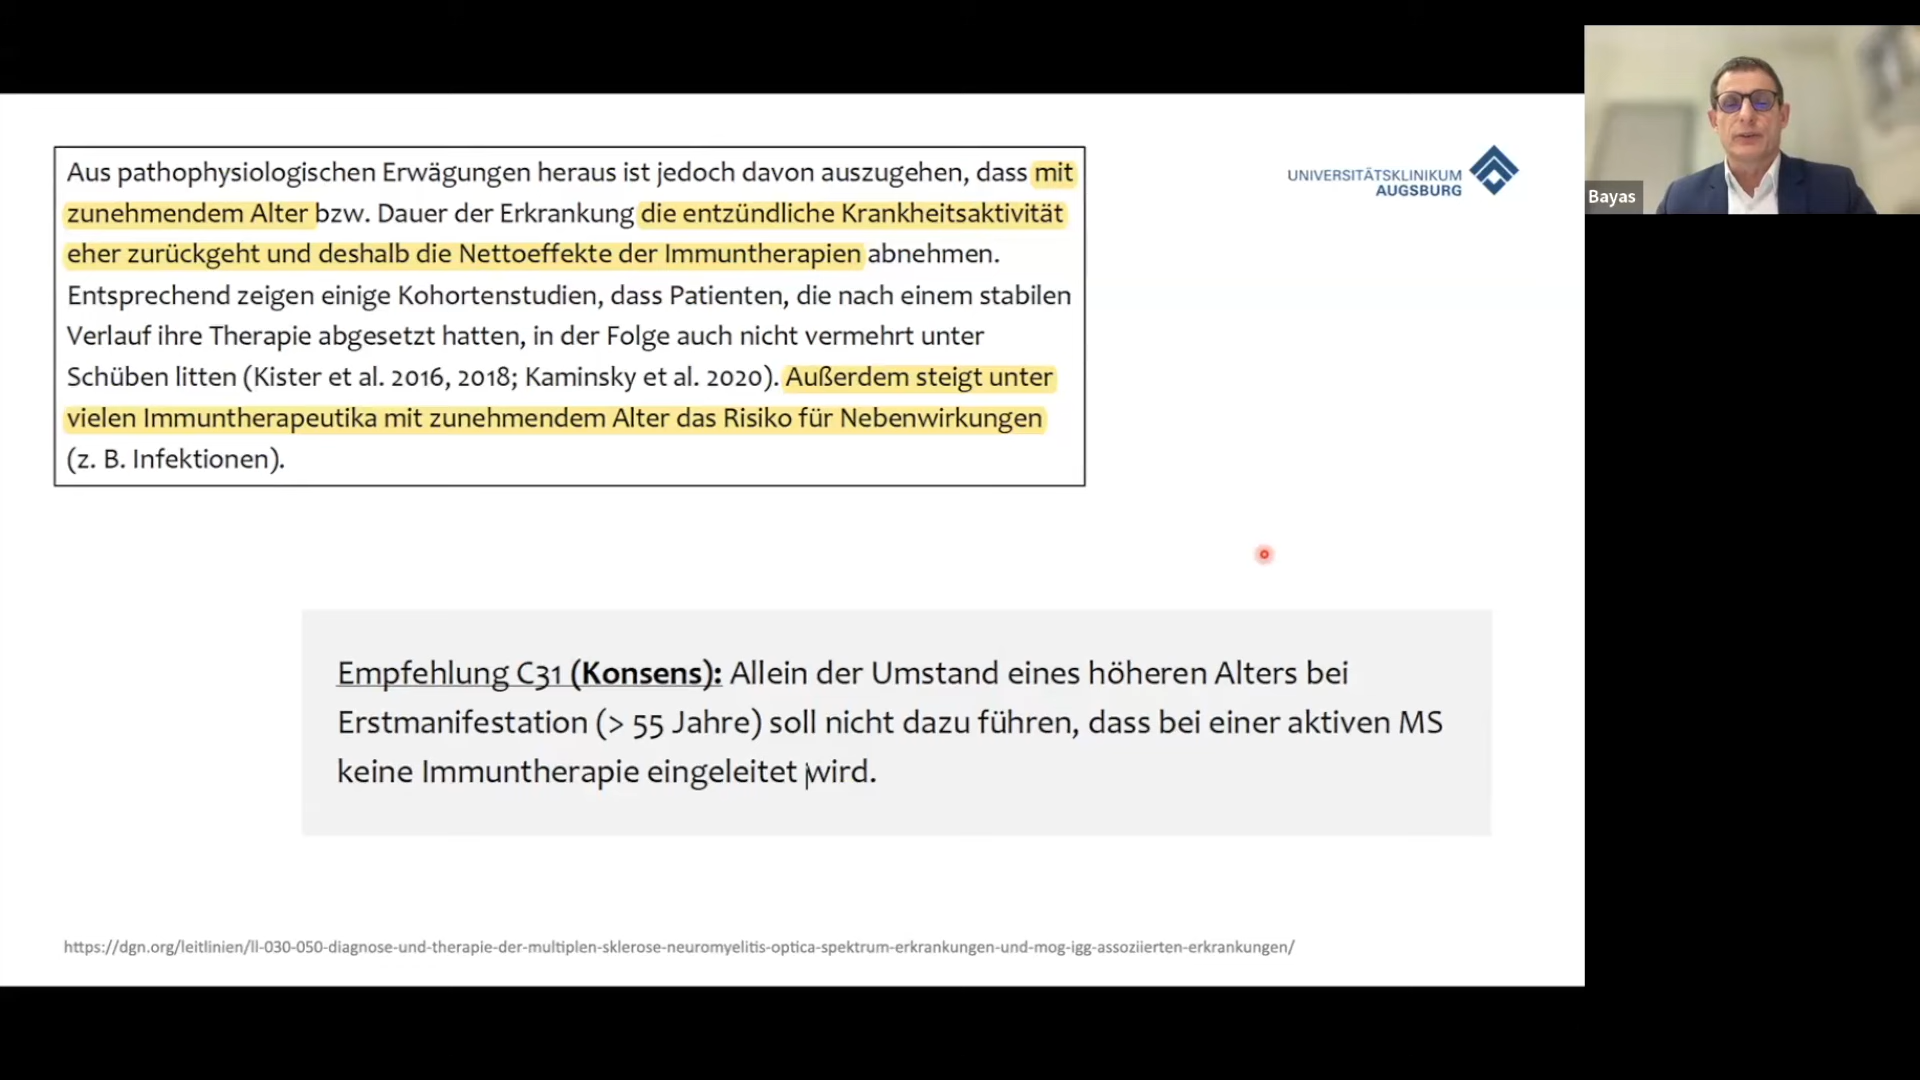 Aus pathophysiologischen Erwägungen heraus ist jedoch davon auszugehen, dass mit
zunehmendem Alter bzw. Dauer der Erkrankung die entzündliche Krankheitsaktivität
eher zurückgeht und deshalb die Nettoeffekte der Immuntherapien abnehmen.
Entsprechend zeigen einige Kohortenstudien, dass Patienten, die nach einem stabilen
Verlauf ihre Therapie abgesetzt hatten, in der Folge auch nicht vermehrt unter
Schüben litten (Kister et al. 2016, 2018; Kaminsky et al. 2020). Außerdem steigt unter
vielen Immuntherapeutika mit zunehmendem Alter das Risiko für Nebenwirkungen
(z. B. Infektionen).
UNIVERSITÄTSKLINIKUM
AUGSBURG
Bayas
Empfehlung C31 (Konsens): Allein der Umstand eines höheren Alters bei
Erstmanifestation (> 55 Jahre) soll nicht dazu führen, dass bei einer aktiven MS
keine Immuntherapie eingeleitet wird.
https://dgn.org/leitlinien/ll-030-050-diagnose-und-therapie-der-multiplen-sklerose-neuromyelitis-optica-spektrum-erkrankungen-und-mog-igg-assoziierten-erkrankungen/